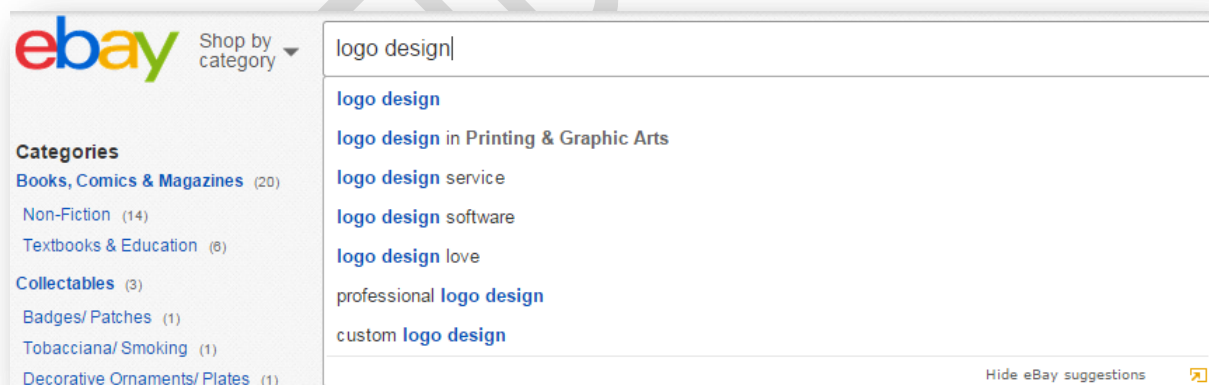 ebay
Shop by
category
logo design
logo design
logo design in Printing & Graphic Arts
logo design service
logo design software
logo design love
professional logo design
custom logo design
Hide eBay suggestions
Categories
Books, Comics & Magazines (20)
Non-Fiction (14)
Textbooks & Education (6)
Collectables (3)
Badges/ Patches (1)
Tobacciana/ Smoking (1)
Decorative Ornaments/ Plates (1)